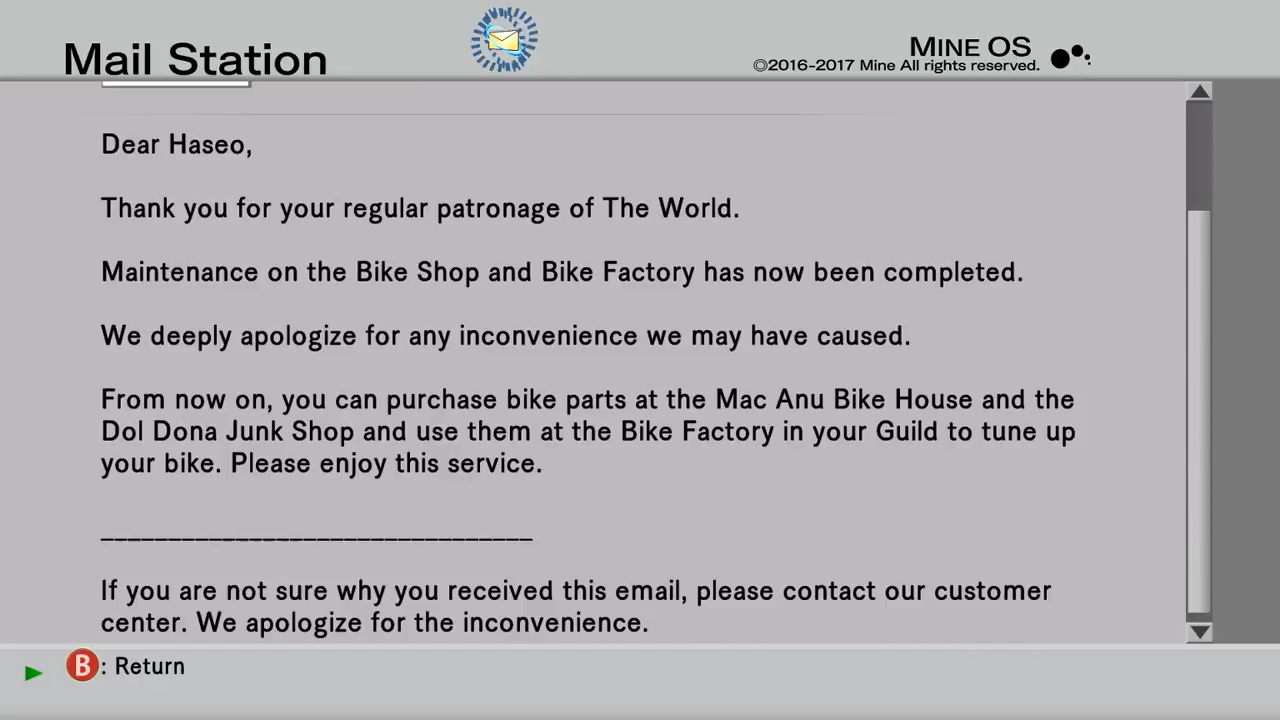 Mail Station
MINE OS
©2016-2017 Mine All rights reserved.
Dear Haseo,
Thank you for your regular patronage of The World.
Maintenance on the Bike Shop and Bike Factory has now been completed.
We deeply apologize for any inconvenience we may have caused.
From now on, you can purchase bike parts at the Mac Anu Bike House and the
Dol Dona Junk Shop and use them at the Bike Factory in your Guild to tune up
your bike. Please enjoy this service.
________________________________
If you are not sure why you received this email, please contact our customer
center. We apologize for the inconvenience.
B: Return